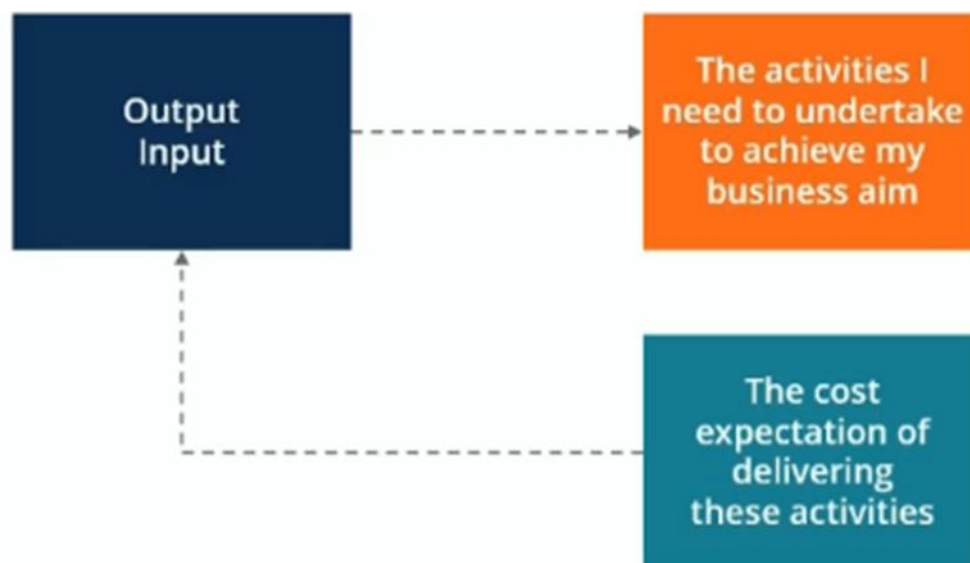 Output
Input
The activities I
need to undertake
to achieve my
business aim
The cost
expectation of
delivering
these activities